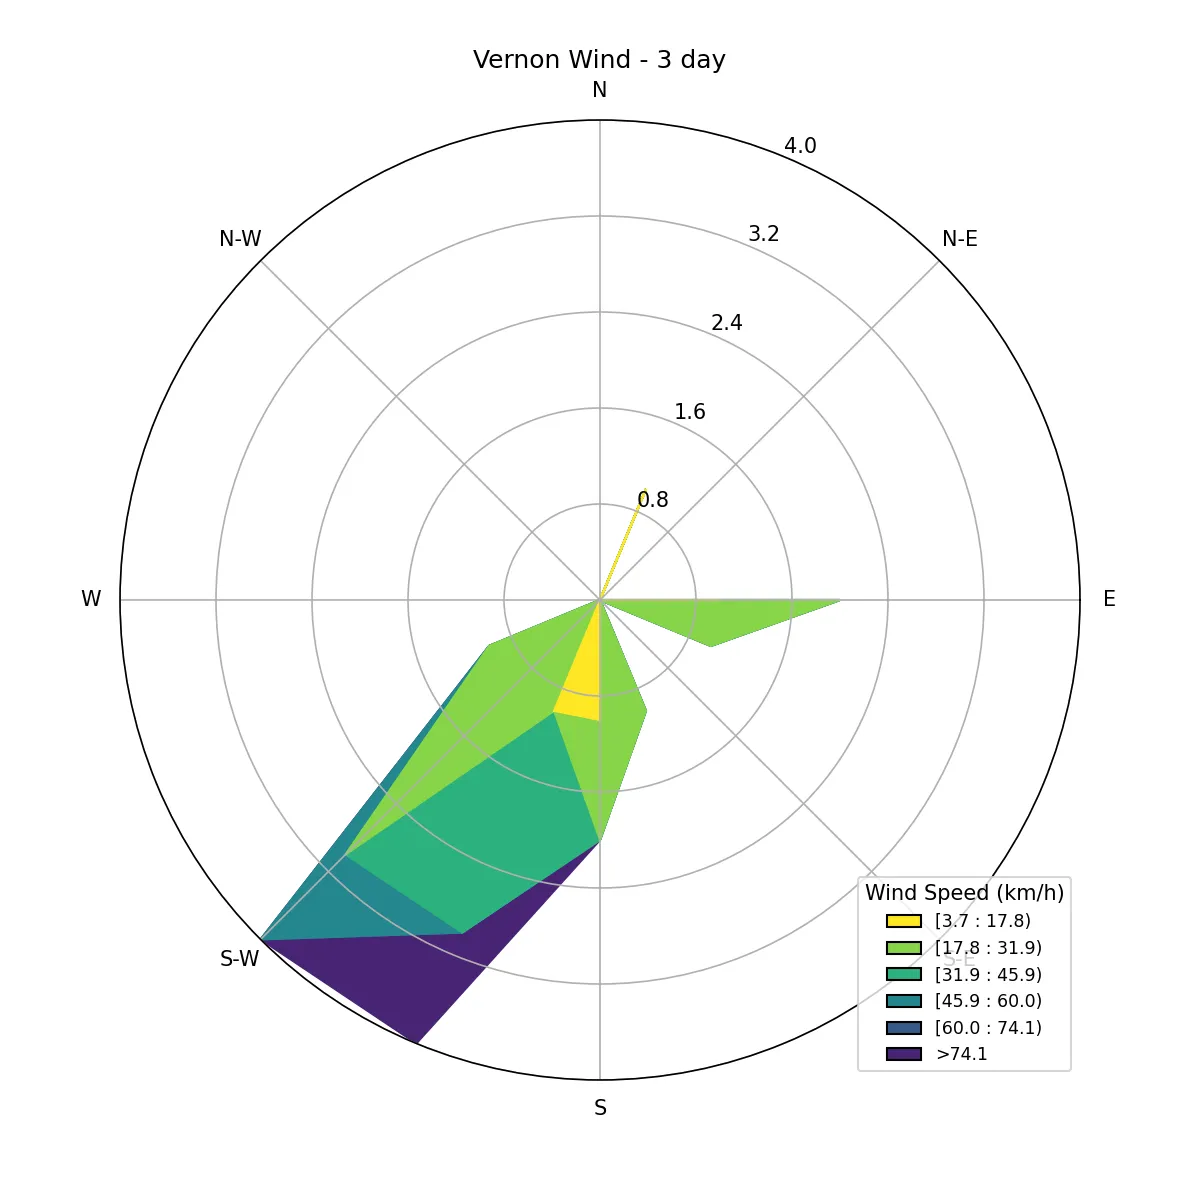 Vernon Wind - 3 day
N
4.0
N-W
3.2
N-E
2.4
1.6
0.8
W
E
Wind Speed (km/h)
[3.7 : 17.8)
[17.8 : 31.9)
S-W
S-E
[31.9 : 45.9)
[45.9 : 60.0)
[60.0 : 74.1)
>74.1
S